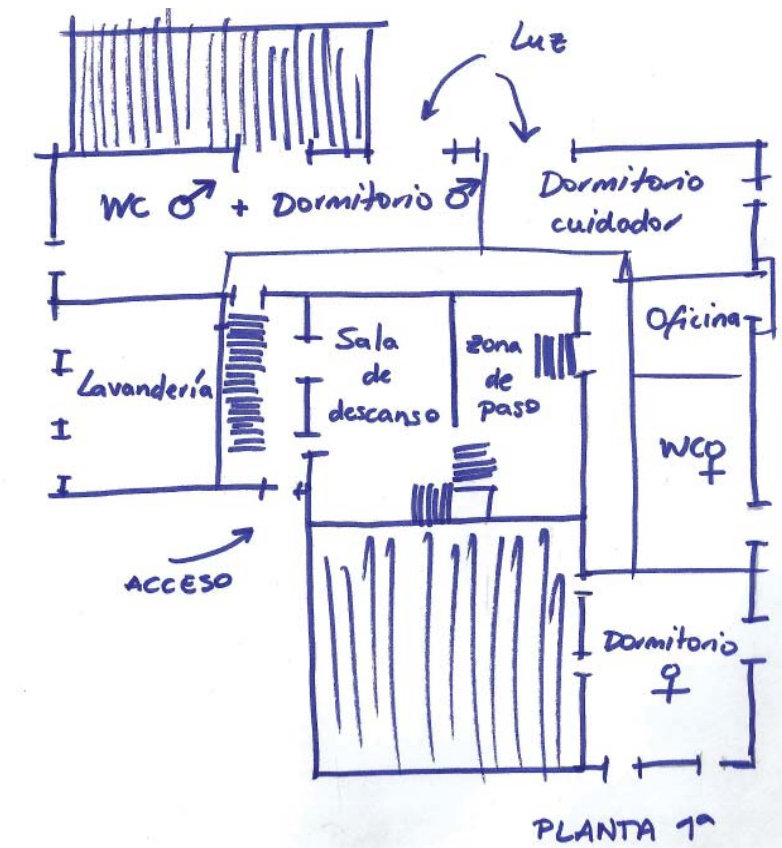 Luz
WC ♂ + Dormitorio ♂
Dormitorio
cuidador
Sala
de
descanso
zona
de
paso
Oficina
Lavandería
WC♀
ACCESO
Dormitorio
♀
PLANTA 1ª